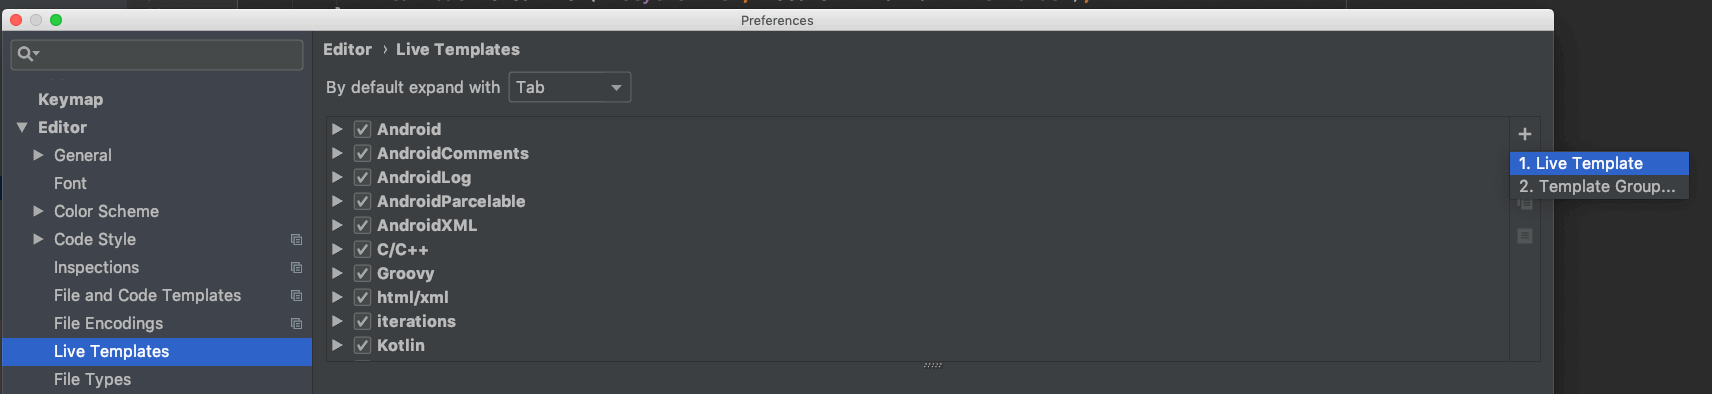 Preferences
Editor › Live Templates
By default expand with Tab
Keymap
Editor
General
Font
Color Scheme
Code Style
Inspections
File and Code Templates
File Encodings
Live Templates
File Types
Android
AndroidComments
AndroidLog
AndroidParcelable
AndroidXML
C/C++
Groovy
html/xml
iterations
Kotlin
1. Live Template
2. Template Group...